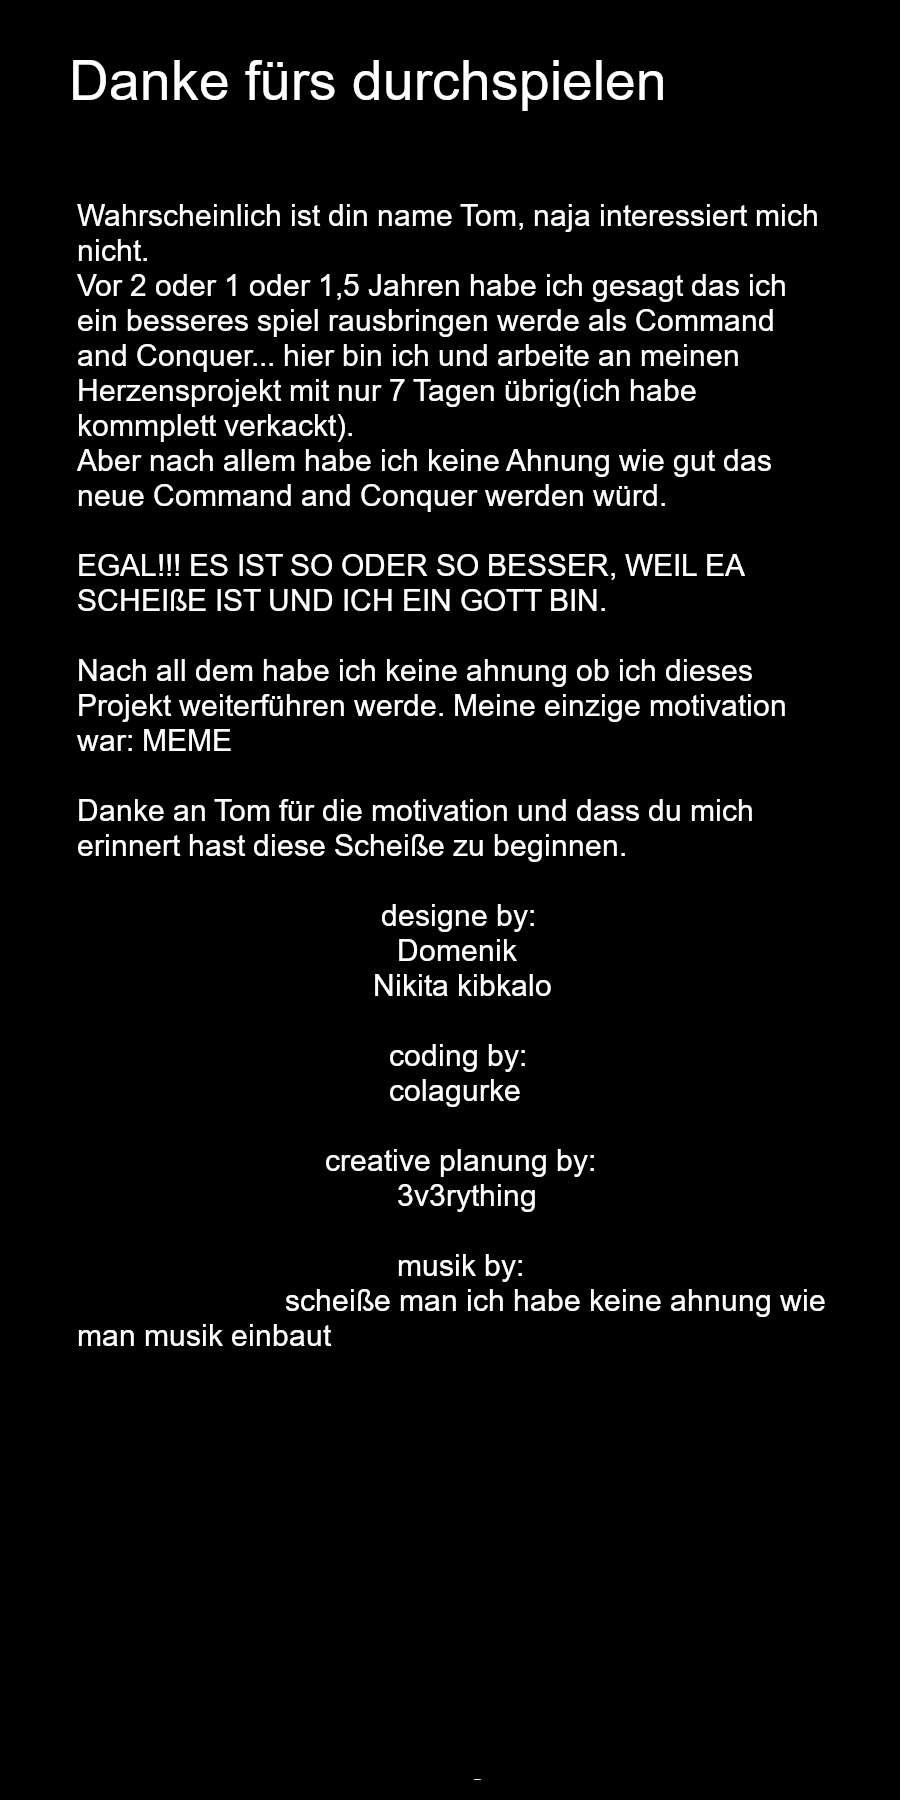 Danke fürs durchspielen
Wahrscheinlich ist din name Tom, naja interessiert mich
nicht.
Vor 2 oder 1 oder 1,5 Jahren habe ich gesagt das ich
ein besseres spiel rausbringen werde als Command
and Conquer... hier bin ich und arbeite an meinen
Herzensprojekt mit nur 7 Tagen übrig(ich habe
kommplett verkackt).
Aber nach allem habe ich keine Ahnung wie gut das
neue Command and Conquer werden würd.
EGAL!!! ES IST SO ODER SO BESSER, WEIL EA
SCHEIßE IST UND ICH EIN GOTT BIN.
Nach all dem habe ich keine ahnung ob ich dieses
Projekt weiterführen werde. Meine einzige motivation
war: MEME
Danke an Tom für die motivation und dass du mich
erinnert hast diese Scheiße zu beginnen.
designe by:
Domenik
Nikita kibkalo
coding by:
colagurke
creative planung by:
3v3rything
musik by:
scheiße man ich habe keine ahnung wie
man musik einbaut